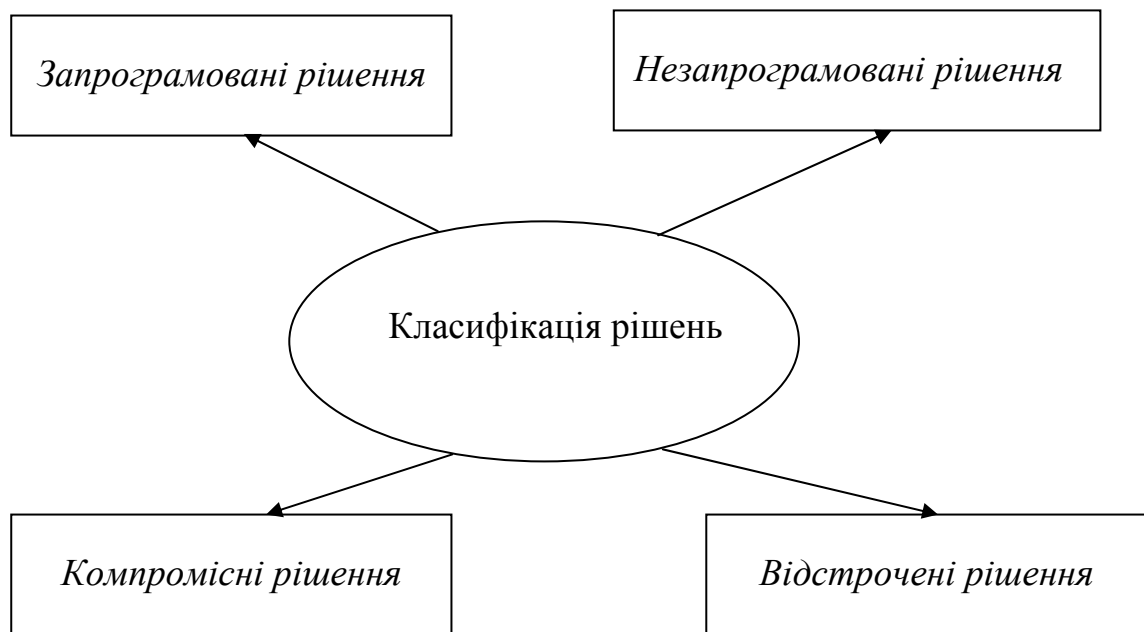 Запрограмовані рішення
Незапрограмовані рішення
Класифікація рішень
Компромісні рішення
Відстрочені рішення